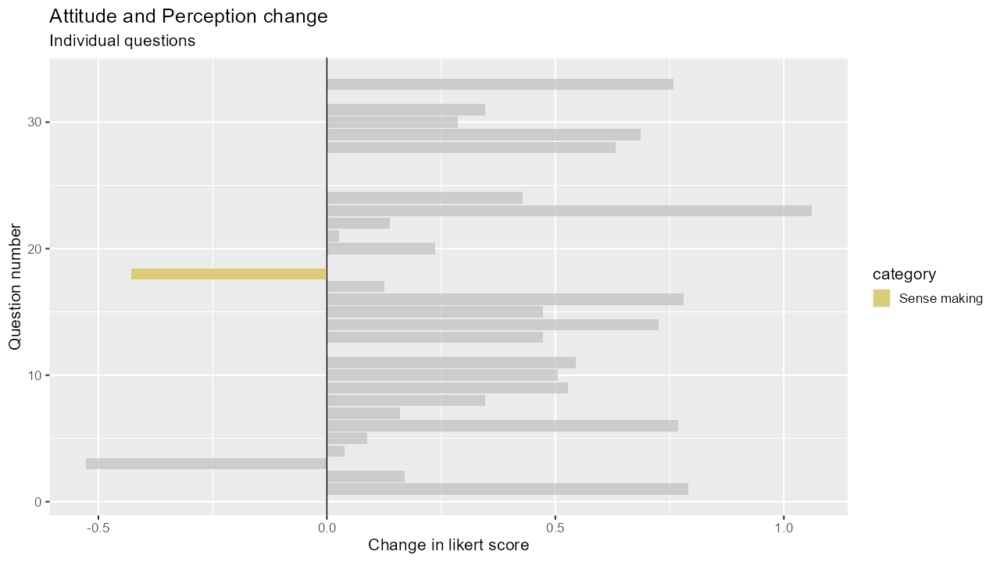 Attitude and Perception change
Individual questions
30
20
10
0
Question number
-0.5
0.0
0.5
1.0
Change in likert score
category
Sense making